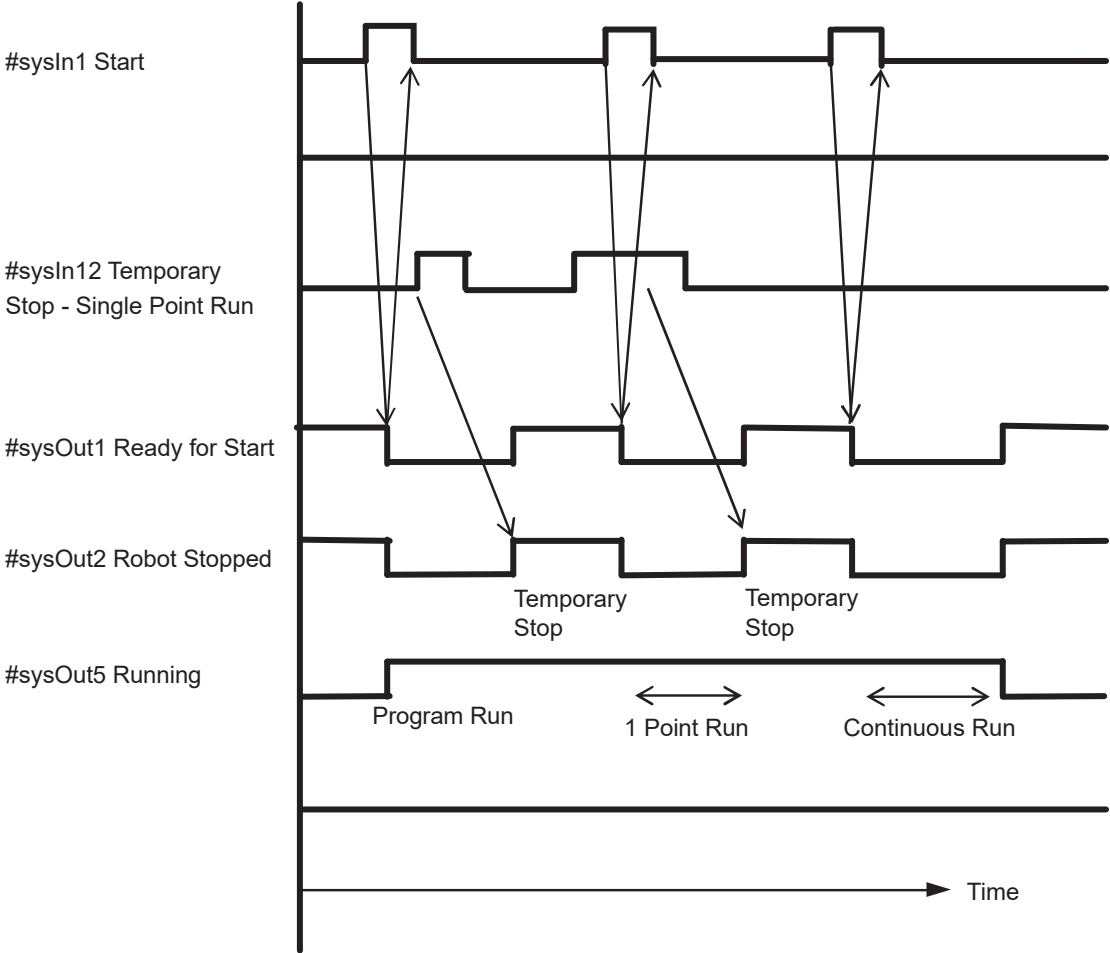 #sysIn1 Start
#sysIn12 Temporary
Stop - Single Point Run
#sysOut1 Ready for Start
#sysOut2 Robot Stopped
Temporary
Stop
Temporary
Stop
#sysOut5 Running
Program Run
1 Point Run
Continuous Run
Time